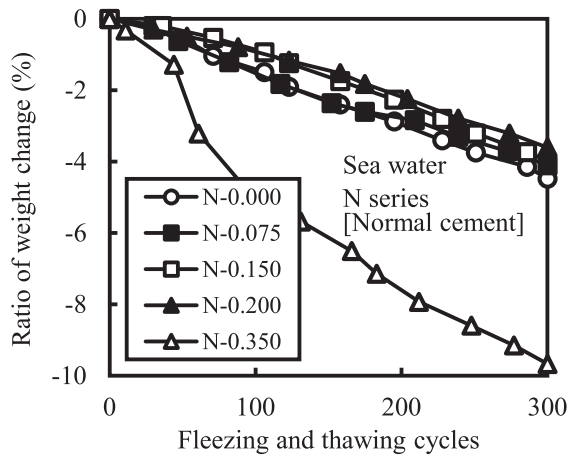 0
-2
-4
-6
-8
-10
Ratio of weight change (%)
Sea water
N series
[Normal cement]
N-0.000
N-0.075
N-0.150
N-0.200
N-0.350
0 100 200 300
Fleezing and thawing cycles